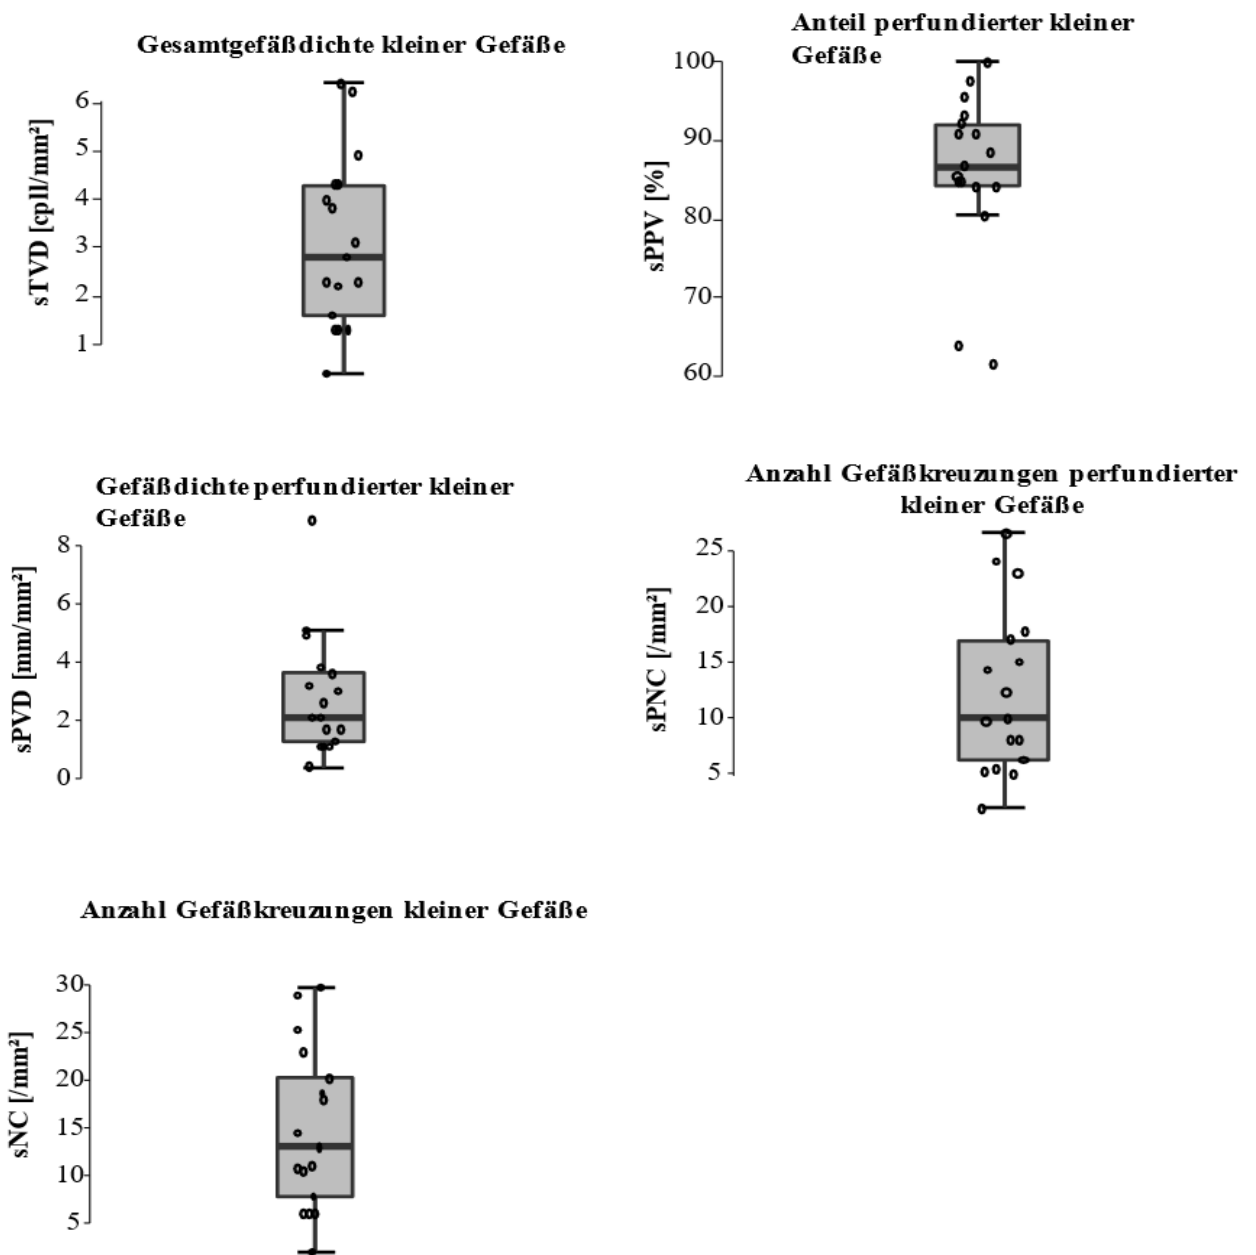 Gesamtgefäßdichte kleiner Gefäße
sTVD [cpll/mm²]
6
5
4
3
2
1
Anteil perfundierter kleiner
Gefäße
sPPV [%]
100
90
80
70
60
Gefäßdichte perfundierter kleiner
Gefäße
sPVD [mm/mm²]
8
6
4
2
0
Anzahl Gefäßkreuzungen perfundierter
kleiner Gefäße
sPNC [/mm²]
25
20
15
10
5
Anzahl Gefäßkreuzungen kleiner Gefäße
sNC [/mm²]
30
25
20
15
10
5